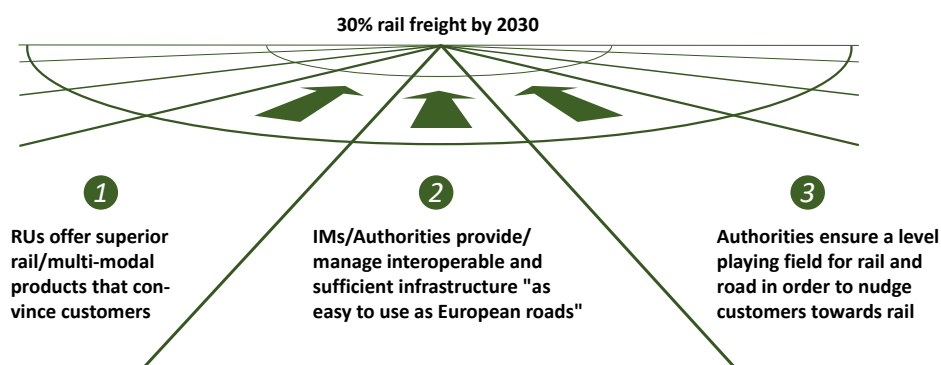 30% rail freight by 2030
1
RUs offer superior
rail/multi-modal
products that con-
vince customers
2
IMs/Authorities provide/
manage interoperable and
sufficient infrastructure "as
easy to use as European roads"
3
Authorities ensure a level
playing field for rail and
road in order to nudge
customers towards rail